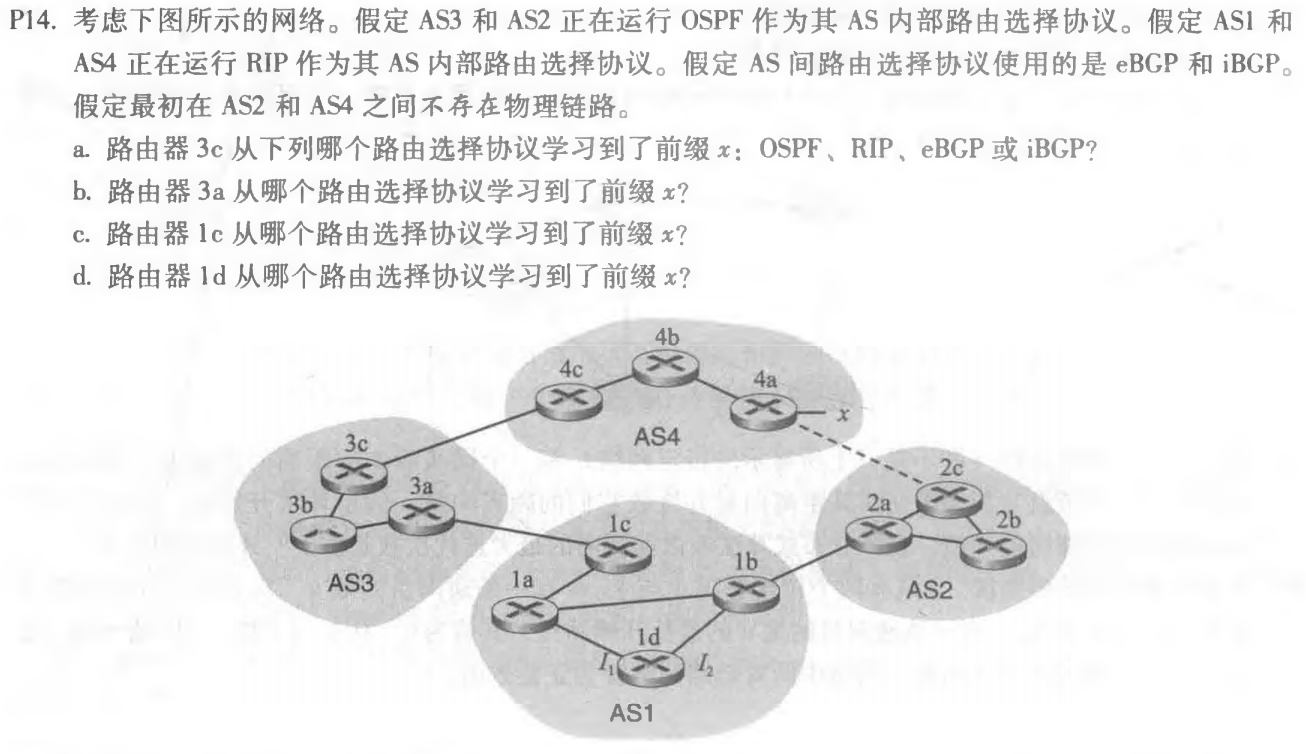 P14. 考虑下图所示的网络。假定 AS3 和 AS2 正在运行 OSPF 作为其 AS 内部路由选择协议。假定 AS1 和
AS4 正在运行 RIP 作为其 AS 内部路由选择协议。假定 AS 间路由选择协议使用的是 eBGP 和 iBGP。
假定最初在 AS2 和 AS4 之间不存在物理链路。
a. 路由器 3c 从下列哪个路由选择协议学习到了前缀 x：OSPF、RIP、eBGP 或 iBGP?
b. 路由器 3a 从哪个路由选择协议学习到了前缀 x?
c. 路由器 1c 从哪个路由选择协议学习到了前缀 x?
d. 路由器 1d 从哪个路由选择协议学习到了前缀 x?
4b
4c
4a
x
AS4
3c
3a
3b
AS3
2c
2a
2b
AS2
1c
1a
1b
1d
I1
I2
AS1